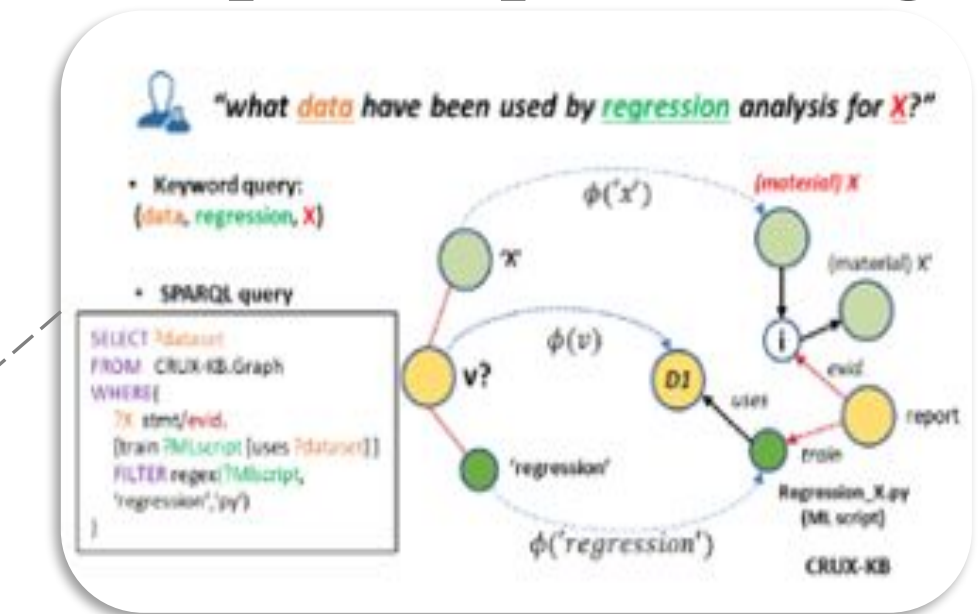 "what data have been used by regression analysis for X?"
• Keyword query:
(data, regression, X)
• SPARQL query
SELECT ?dataset
FROM CRUX-KB.Graph
WHERE{
?X stmt/evid.
[train ?MLscript [uses ?dataset]]
FILTER regex(?Mlscript,
'regression','py')
}
ϕ('x')
'X'
ϕ(v)
v?
'regression'
ϕ('regression')
(material) X
(material) X'
i
evid
D1
uses
report
train
Regression_X.py
(ML script)
CRUX-KB